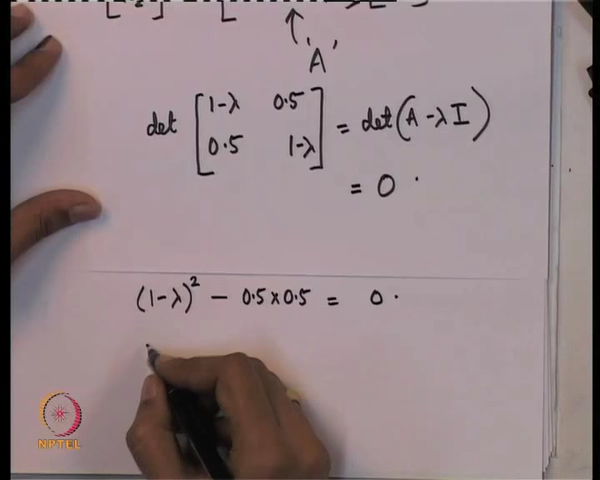 'A'
det [1-λ 0.5
0.5 1-λ] = det(A - λI)
= 0.
(1-λ)² - 0.5×0.5 = 0.
NPTEL